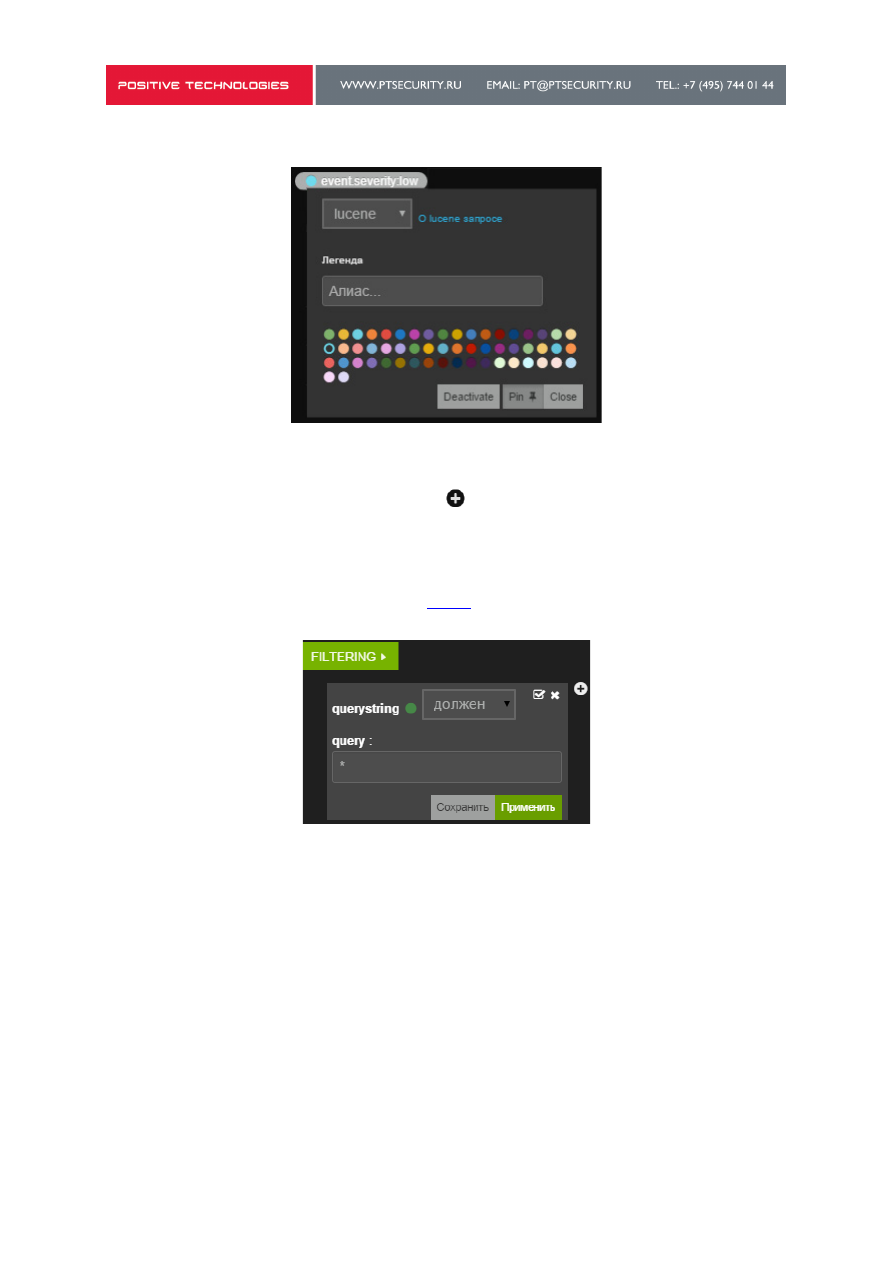 POSITIVE TECHNOLOGIES WWW.PTSECURITY.RU EMAIL: PT@PTSECURITY.RU TEL.: +7 (495) 744 01 44
event.severity:low
lucene О lucene запросе
Легенда
Алиас...
Deactivate Pin Close
FILTERING
querystring должен
query :
*
Сохранить Применить